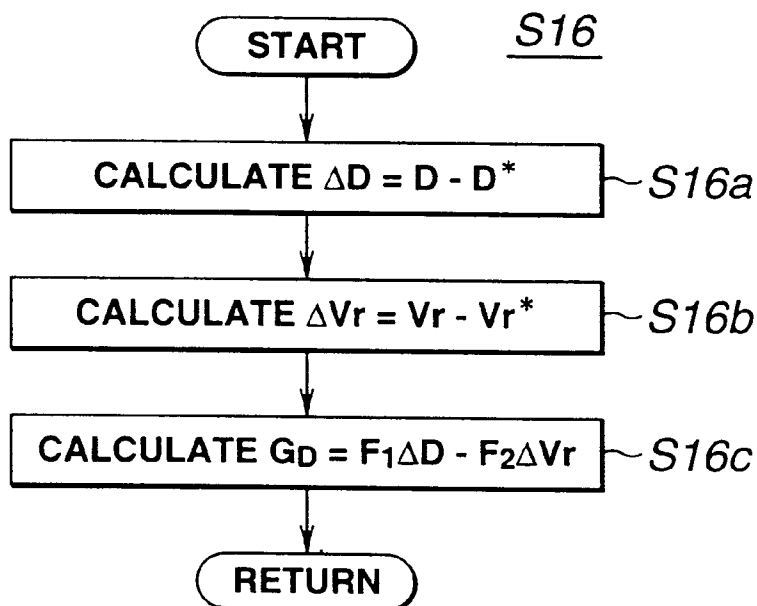 START
S16
CALCULATE ΔD = D - D*
S16a
CALCULATE ΔVr = Vr - Vr*
S16b
CALCULATE GD = F1ΔD - F2ΔVr
S16c
RETURN